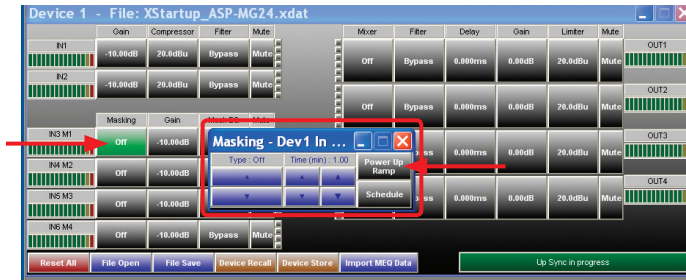 Device 1 - File: XStartup_ASP-MG24.xdat
Gain Compressor Filter Mute Mixer Filter Delay Gain Limiter Mute
IN1 -10.00dB 20.0dBu Bypass Mute Off Bypass 0.000ms 0.00dB 20.0dBu Mute OUT1
IN2 -10.00dB 20.0dBu Bypass Mute Off Bypass 0.000ms 0.00dB 20.0dBu Mute OUT2
Masking Gain Mute
IN3 M1 Off -10.00dB 0.000ms 0.00dB 20.0dBu Mute OUT3
Masking - Dev1 In ...
Type : Off Time (min) : 1.00 Power Up Ramp
Schedule
IN4 M2 Off -10.00dB
IN5 M3 Off -10.00dB 0.000ms 0.00dB 20.0dBu Mute OUT4
IN6 M4 Off -10.00dB Bypass Mute
Reset All File Open File Save Device Recall Device Store Import MEQ Data Up Sync in progress